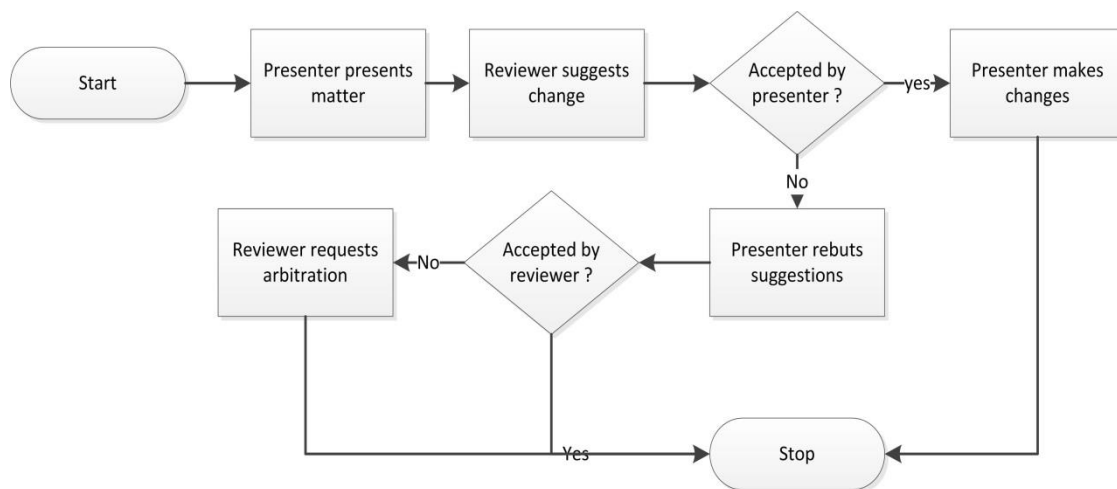 Start
Presenter presents
matter
Reviewer suggests
change
Accepted by
presenter ?
yes
Presenter makes
changes
No
Reviewer requests
arbitration
No
Accepted by
reviewer ?
Presenter rebuts
suggestions
Yes
Stop